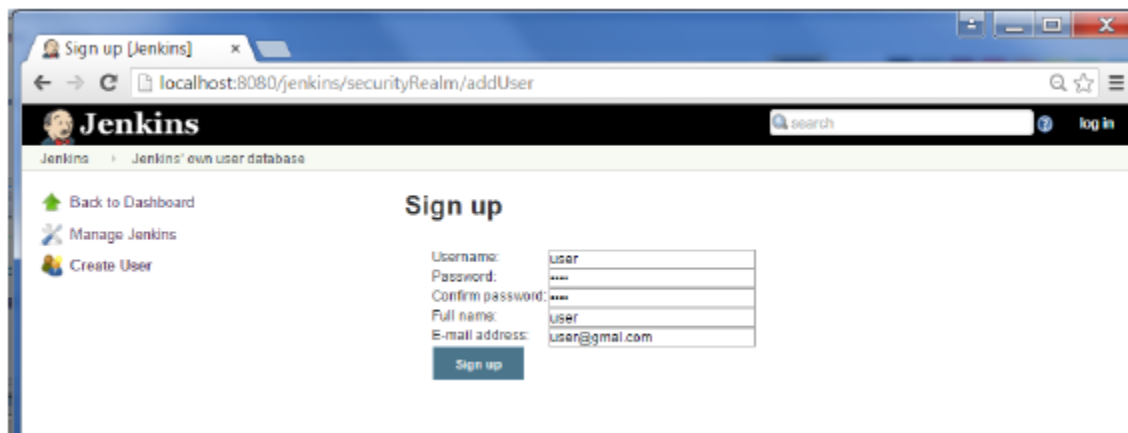 Sign up [Jenkins]
localhost:8080/jenkins/securityRealm/addUser
Jenkins
search
log in
Jenkins
Jenkins' own user database
Back to Dashboard
Manage Jenkins
Create User
Sign up
Username: user
Password: ••••
Confirm password: ••••
Full name: user
E-mail address: user@gmal.com
Sign up